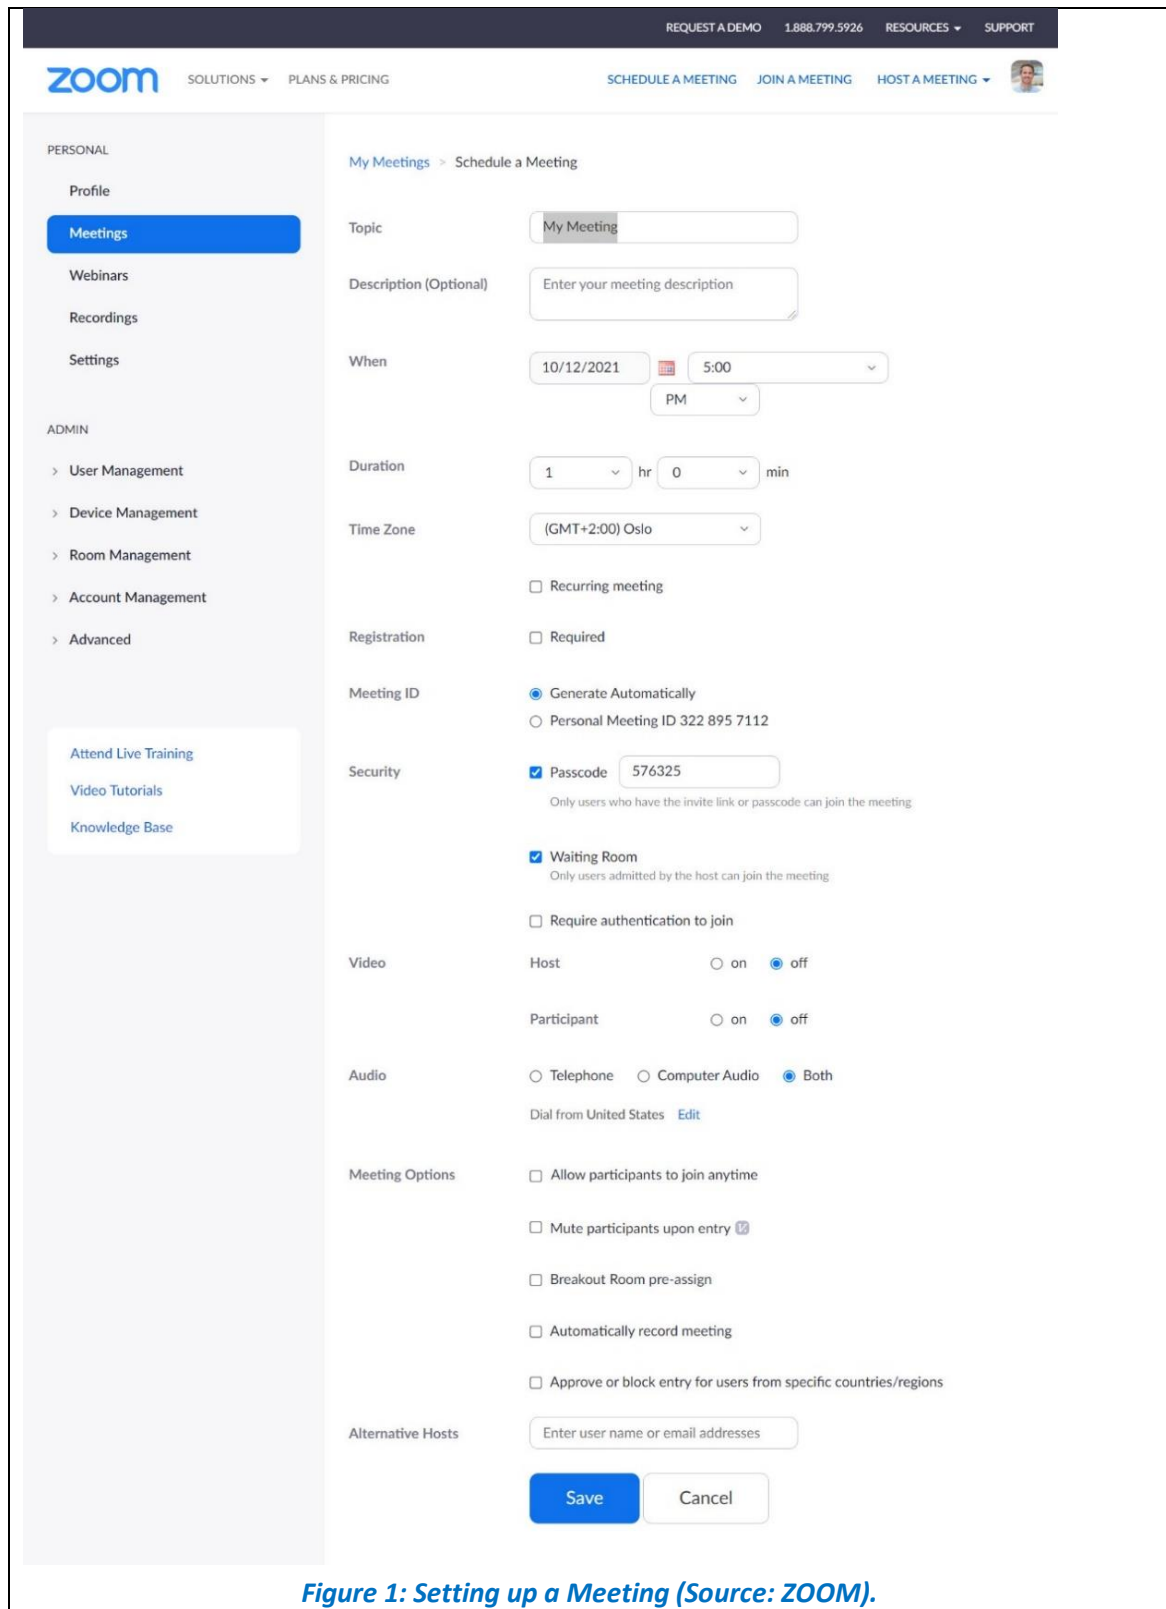 REQUEST A DEMO 1.888.799.5926 RESOURCES SUPPORT
zoom SOLUTIONS PLANS & PRICING SCHEDULE A MEETING JOIN A MEETING HOST A MEETING
PERSONAL
Profile
Meetings
Webinars
Recordings
Settings
ADMIN
User Management
Device Management
Room Management
Account Management
Advanced
Attend Live Training
Video Tutorials
Knowledge Base
My Meetings > Schedule a Meeting
Topic My Meeting
Description (Optional) Enter your meeting description
When 10/12/2021 5:00
PM
Duration 1 hr 0 min
Time Zone (GMT+2:00) Oslo
Recurring meeting
Registration Required
Meeting ID Generate Automatically
Personal Meeting ID 322 895 7112
Security Passcode 576325
Only users who have the invite link or passcode can join the meeting
Waiting Room
Only users admitted by the host can join the meeting
Require authentication to join
Video Host on off
Participant on off
Audio Telephone Computer Audio Both
Dial from United States Edit
Meeting Options Allow participants to join anytime
Mute participants upon entry
Breakout Room pre-assign
Automatically record meeting
Approve or block entry for users from specific countries/regions
Alternative Hosts Enter user name or email addresses
Save Cancel
Figure 1: Setting up a Meeting (Source: ZOOM).